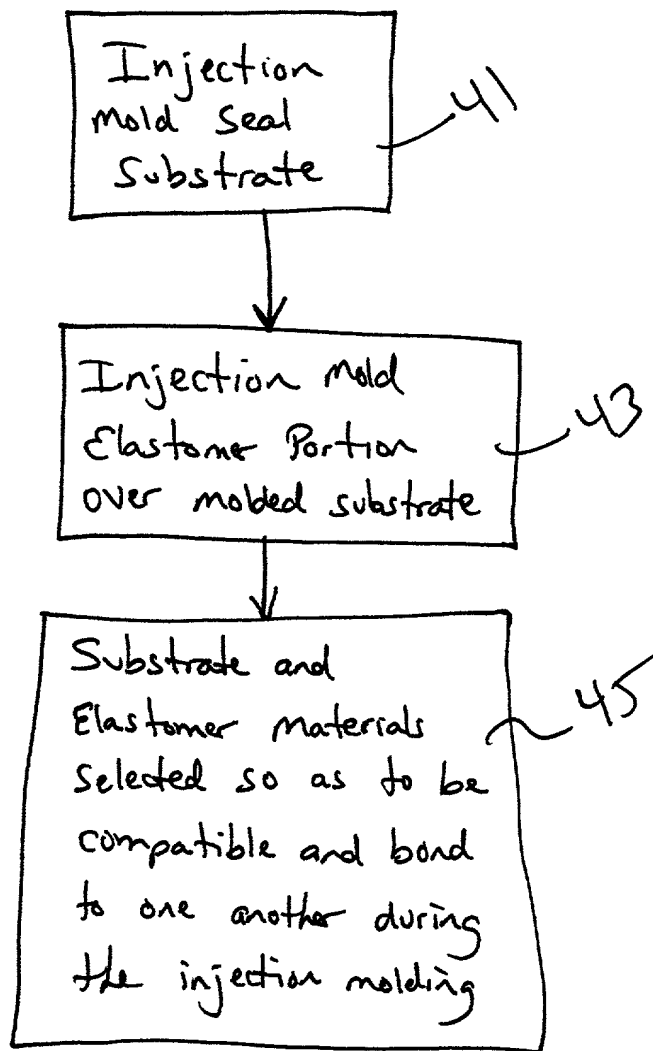 Injection
Mold Seal
Substrate
41
Injection Mold
Elastomer Portion
over molded substrate
43
Substrate and
Elastomer Materials
Selected so as to be
compatible and bond
to one another during
the injection molding
45